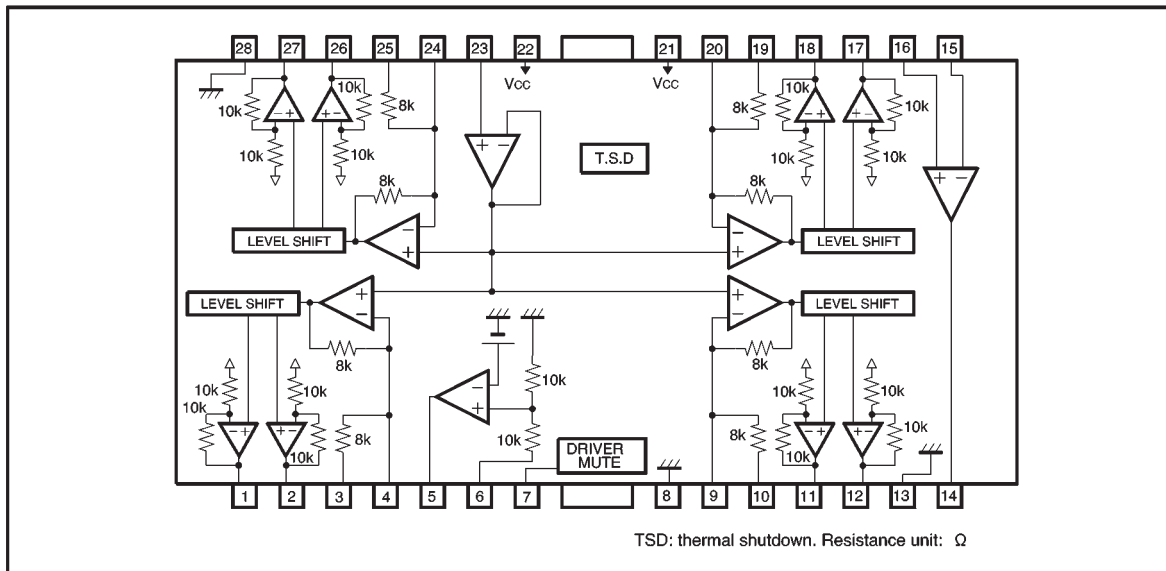 28 27 26 25 24 23 22 21 20 19 18 17 16 15
VCC VCC
10k 10k 8k 8k 10k 10k
− + + − − + + −
10k 10k 10k 10k
+ − T.S.D + −
8k 8k
LEVEL SHIFT − + − + LEVEL SHIFT
LEVEL SHIFT + − + − LEVEL SHIFT
8k 8k
10k 10k 10k 10k 10k
10k − + + − 10k 8k − + 10k 8k − + 10k + − 10k
− +
DRIVER
MUTE
1 2 3 4 5 6 7 8 9 10 11 12 13 14
TSD: thermal shutdown. Resistance unit: Ω